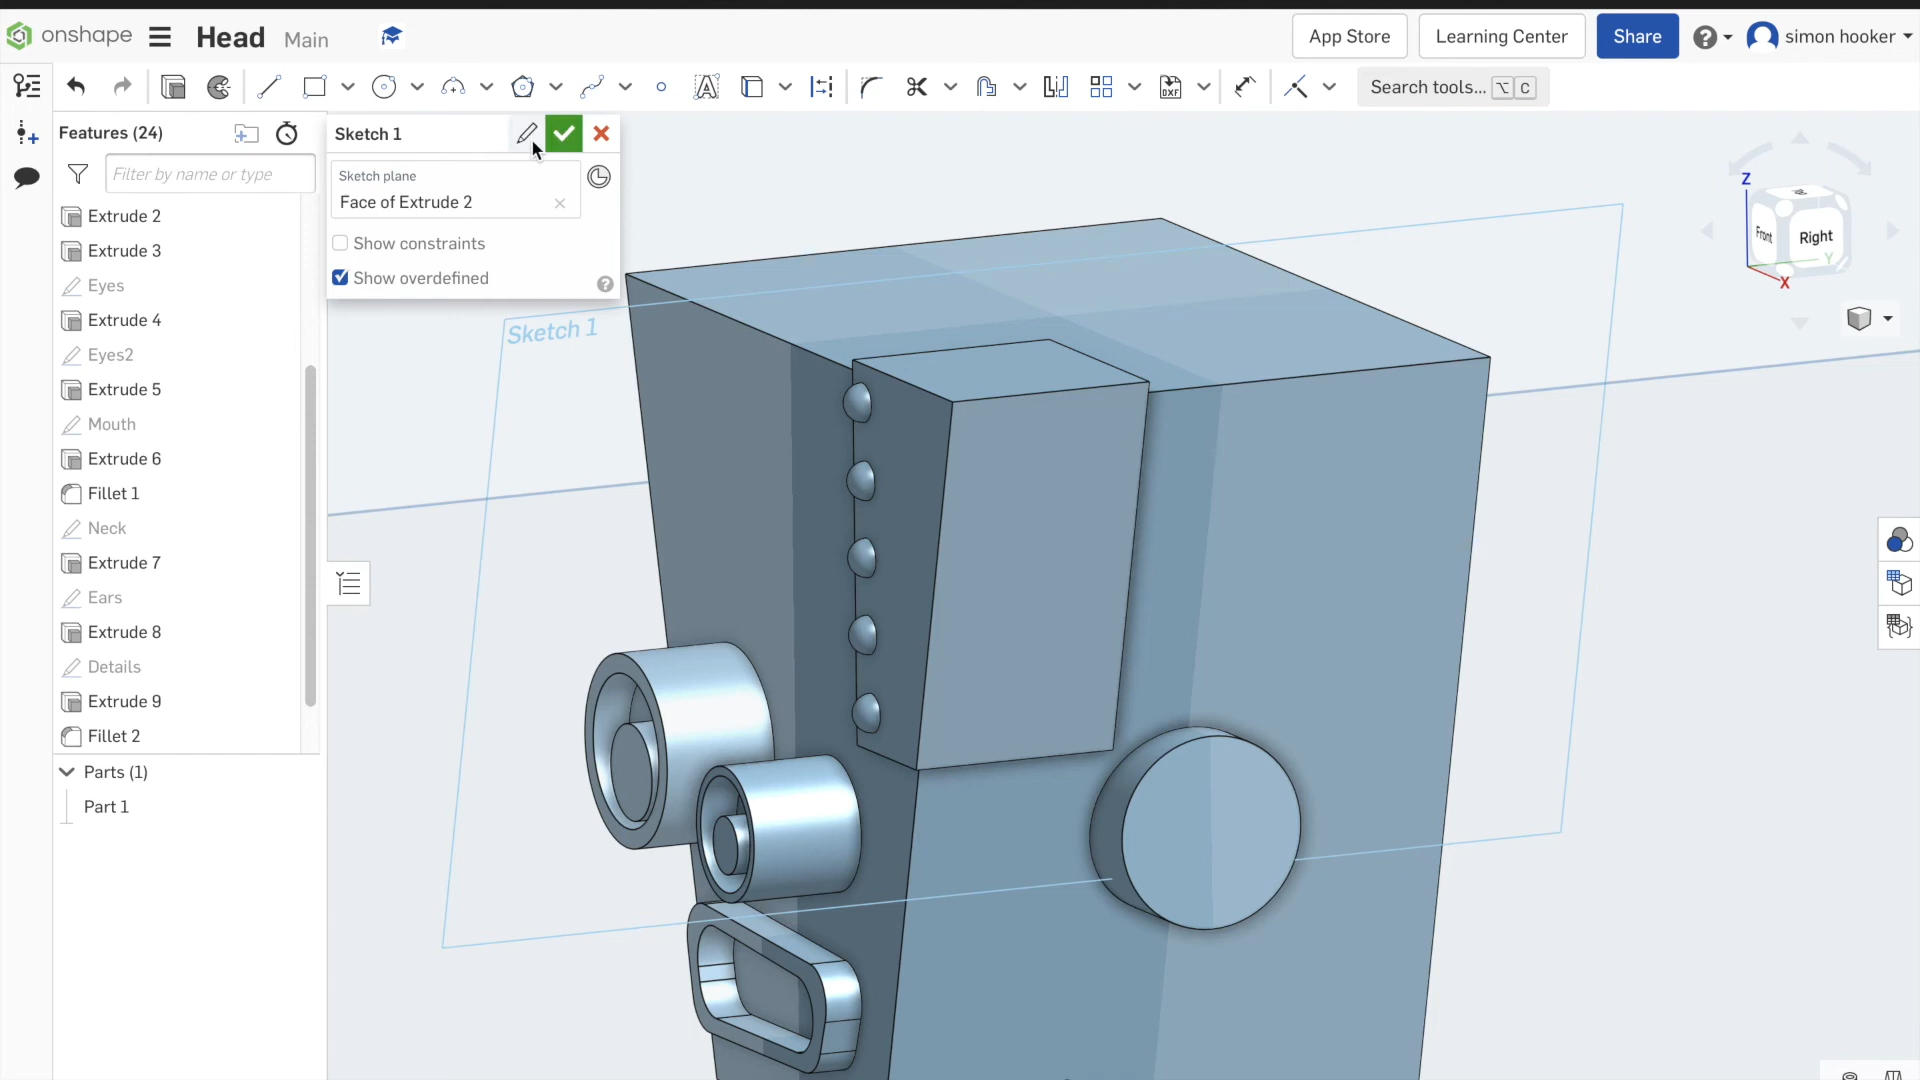 onshape Head Main App Store Learning Center Share simon hooker
Search tools... ⌥ C
DXF
Features (24)
Filter by name or type
Extrude 2
Extrude 3
Eyes
Extrude 4
Eyes2
Extrude 5
Mouth
Extrude 6
Fillet 1
Neck
Extrude 7
Ears
Extrude 8
Details
Extrude 9
Fillet 2
Parts (1)
Part 1
Sketch 1
Sketch plane
Face of Extrude 2
Show constraints
Show overdefined
Sketch 1
Z
Front
Right
Y
X